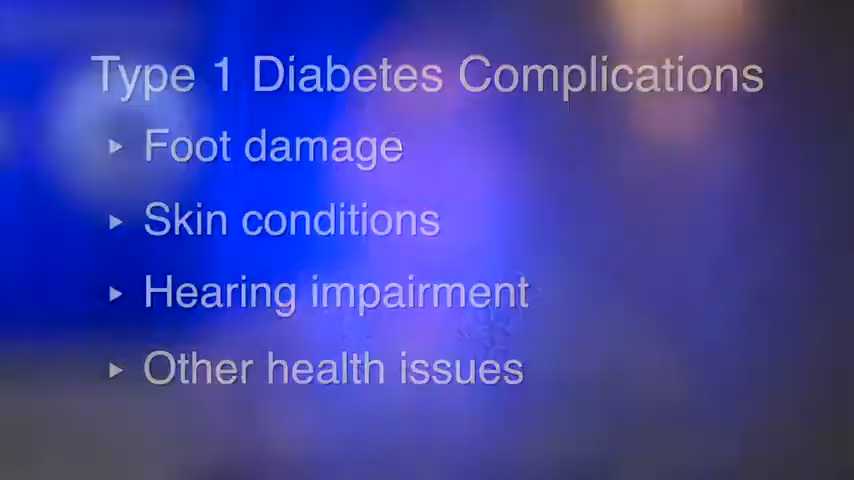 Type 1 Diabetes Complications
‣ Foot damage
‣ Skin conditions
‣ Hearing impairment
‣ Other health issues